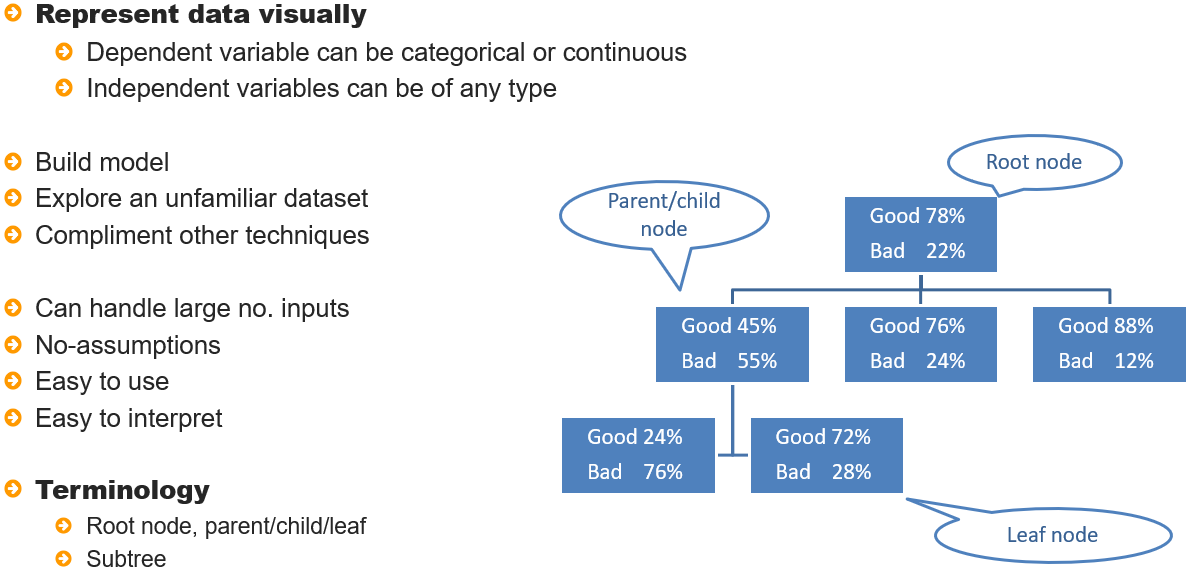 Represent data visually
Dependent variable can be categorical or continuous
Independent variables can be of any type
Build model
Explore an unfamiliar dataset
Compliment other techniques
Can handle large no. inputs
No-assumptions
Easy to use
Easy to interpret
Terminology
Root node, parent/child/leaf
Subtree
Root node
Parent/child
node
Good 78%
Bad 22%
Good 45%
Bad 55%
Good 76%
Bad 24%
Good 88%
Bad 12%
Good 24%
Bad 76%
Good 72%
Bad 28%
Leaf node